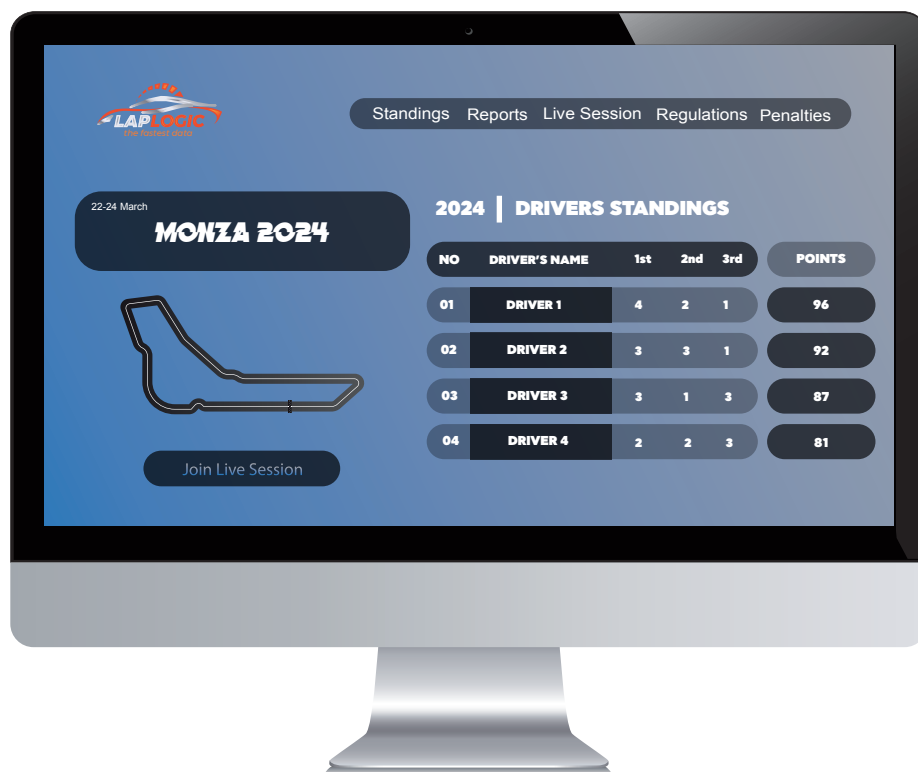 LAPLOGIC
the fastest data
Standings Reports Live Session Regulations Penalties
22-24 March
MONZA 2024
Join Live Session
2024 | DRIVERS STANDINGS
NO DRIVER'S NAME 1st 2nd 3rd POINTS
01 DRIVER 1 4 2 1 96
02 DRIVER 2 3 3 1 92
03 DRIVER 3 3 1 3 87
04 DRIVER 4 2 2 3 81